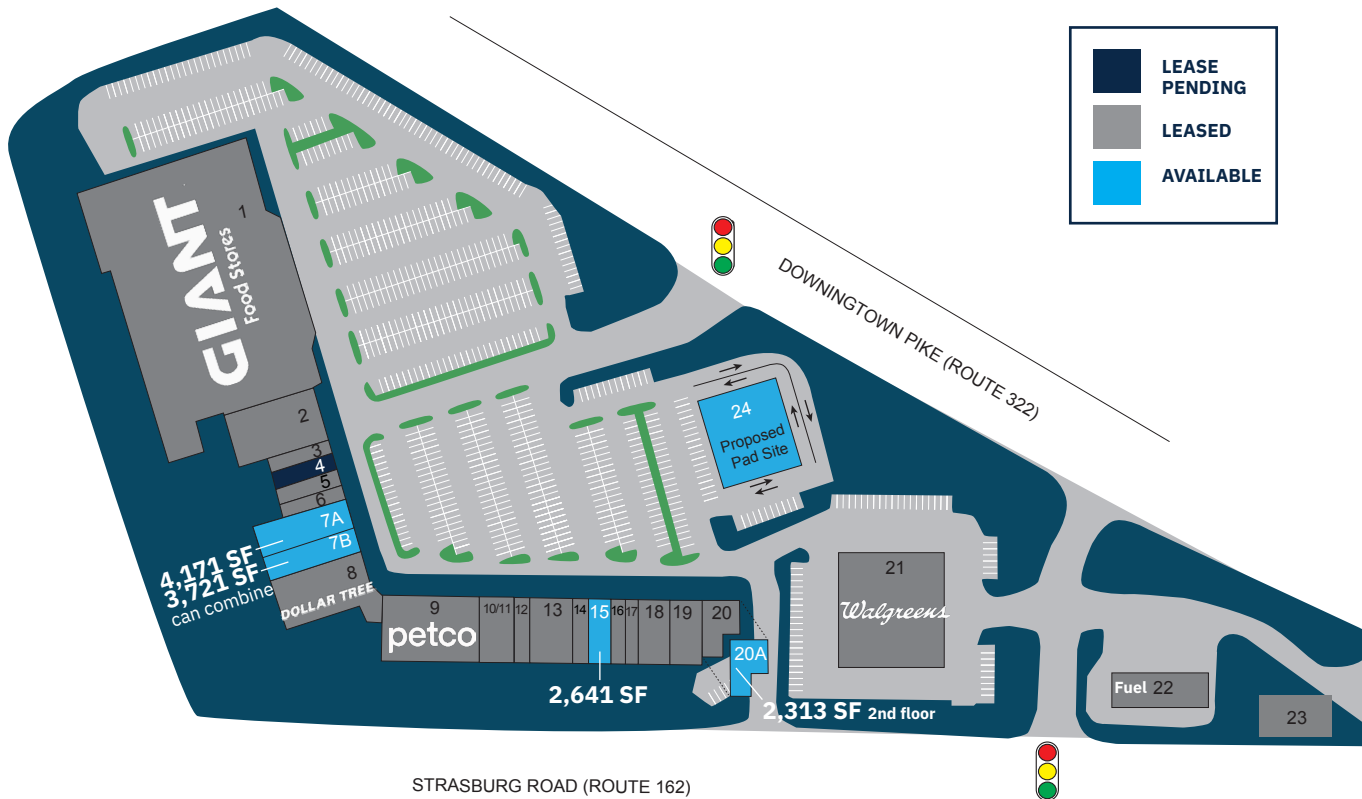 LEASE
PENDING
LEASED
AVAILABLE
DOWNINGTOWN PIKE (ROUTE 322)
1
GIANT
Food Stores
2
3
4
5
6
7A
7B
4,171 SF
3,721 SF
can combine
8
DOLLAR TREE
24
Proposed
Pad Site
9
petco
10/11
12
13
14
15
16
17
18
19
20
20A
2,641 SF
2,313 SF 2nd floor
21
Walgreens
Fuel 22
23
STRASBURG ROAD (ROUTE 162)